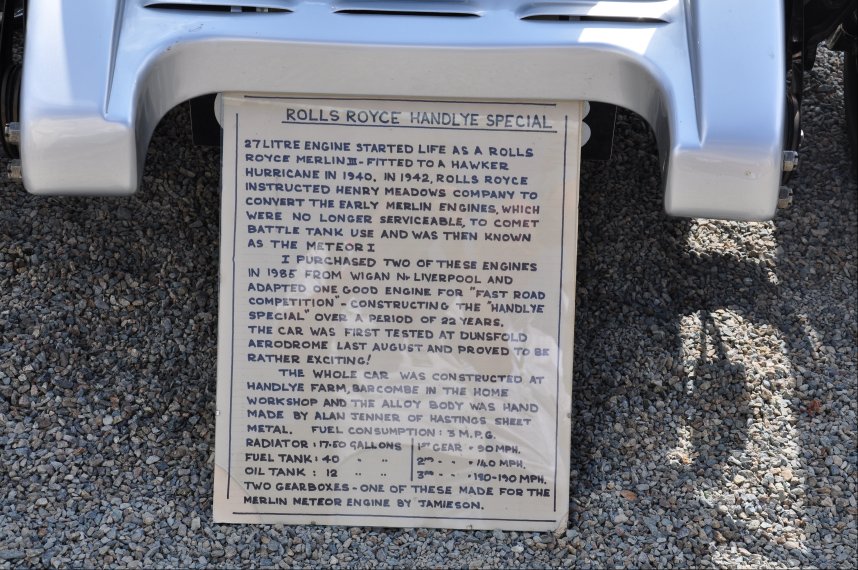 ROLLS ROYCE HANDLYE SPECIAL
27 LITRE ENGINE STARTED LIFE AS A ROLLS
ROYCE MERLIN III - FITTED TO A HAWKER
HURRICANE IN 1940. IN 1942, ROLLS ROYCE
INSTRUCTED HENRY MEADOWS COMPANY TO
CONVERT THE EARLY MERLIN ENGINES, WHICH
WERE NO LONGER SERVICEABLE, TO COMET
BATTLE TANK USE AND WAS THEN KNOWN
AS THE METEOR I
I PURCHASED TWO OF THESE ENGINES
IN 1985 FROM WIGAN Nr LIVERPOOL AND
ADAPTED ONE GOOD ENGINE FOR "FAST ROAD
COMPETITION" - CONSTRUCTING THE "HANDLYE
SPECIAL" OVER A PERIOD OF 22 YEARS.
THE CAR WAS FIRST TESTED AT DUNSFOLD
AERODROME LAST AUGUST AND PROVED TO BE
RATHER EXCITING!
THE WHOLE CAR WAS CONSTRUCTED AT
HANDLYE FARM, BARCOMBE IN THE HOME
WORKSHOP AND THE ALLOY BODY WAS HAND
MADE BY ALAN JENNER OF HASTINGS SHEET
METAL. FUEL CONSUMPTION: 3 M.P.G.
RADIATOR: 17.50 GALLONS 1ST GEAR = 90 MPH.
FUEL TANK: 40 " " 2ND " " = 140 MPH.
OIL TANK: 12 " " 3RD " " = 180-190 MPH.
TWO GEARBOXES - ONE OF THESE MADE FOR THE
MERLIN METEOR ENGINE BY JAMIESON.